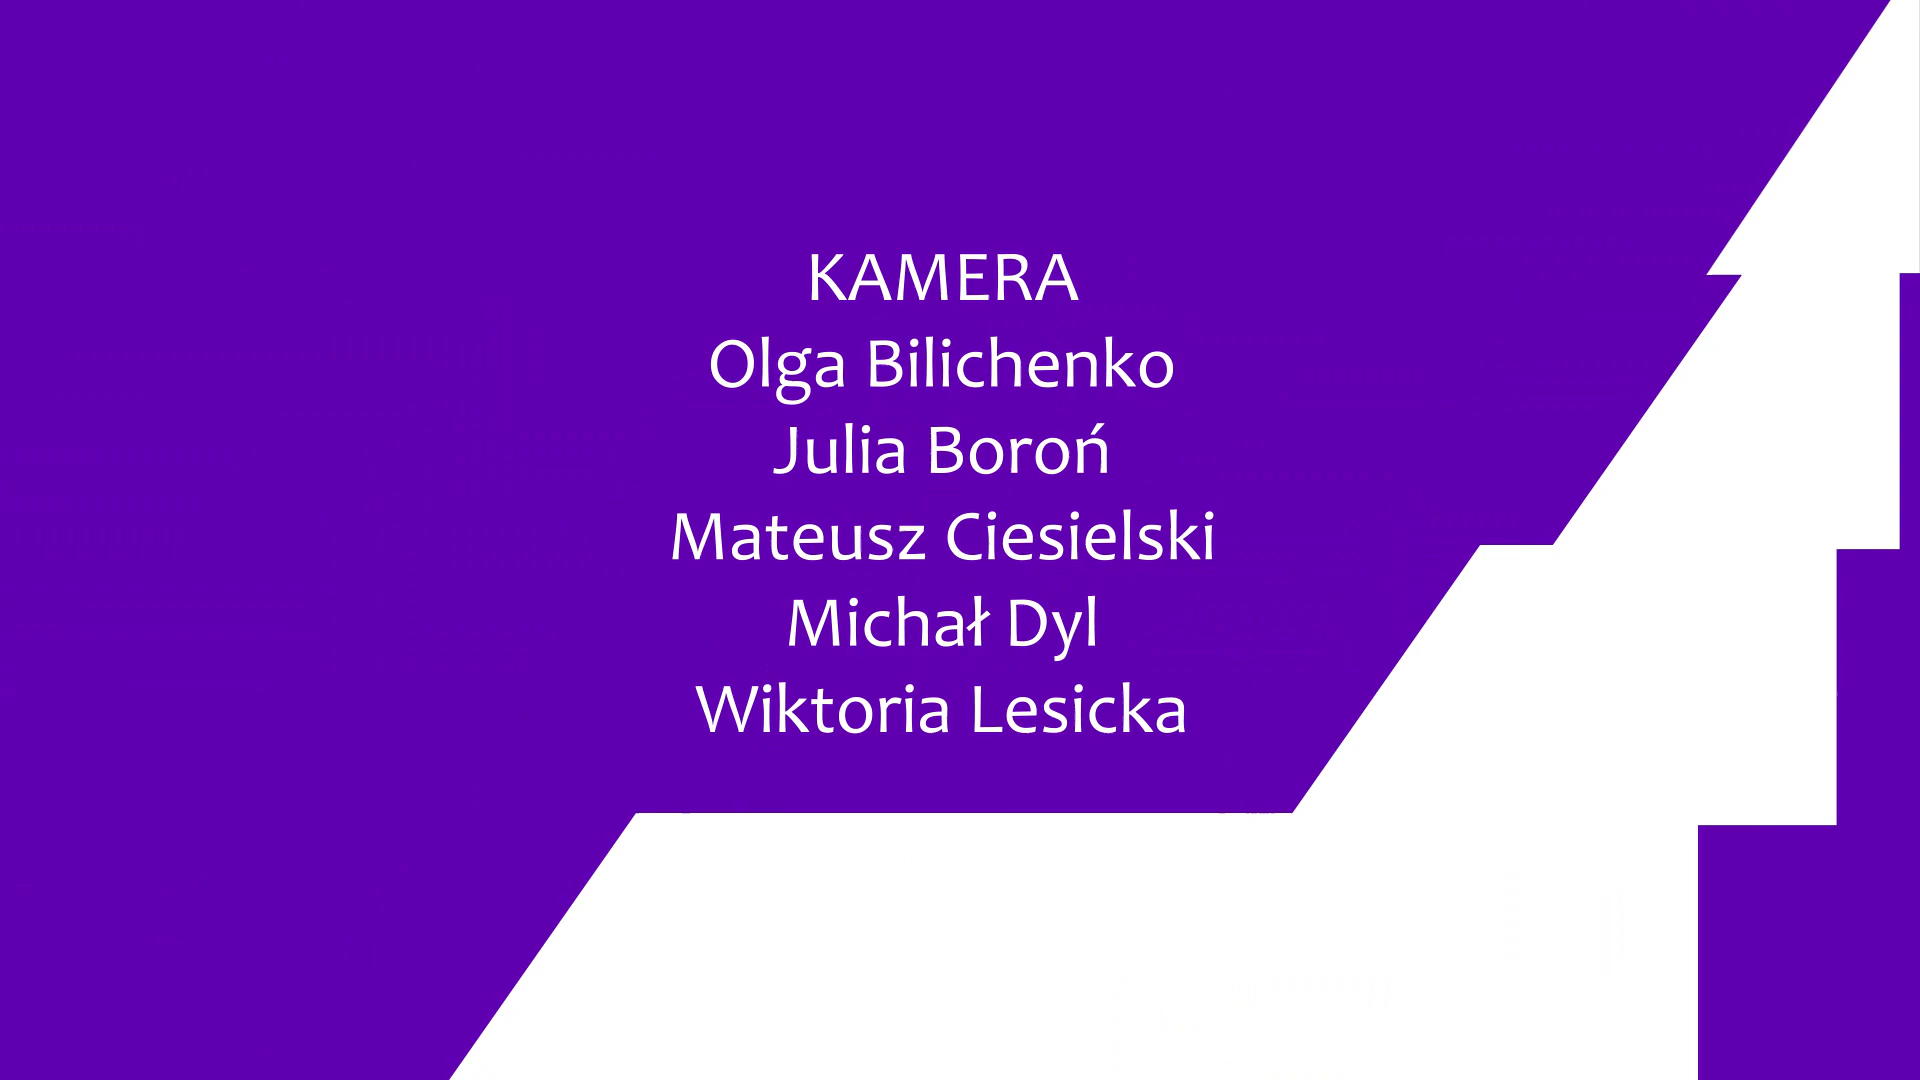 KAMERA
Olga Bilichenko
Julia Boroń
Mateusz Ciesielski
Michał Dyl
Wiktoria Lesicka